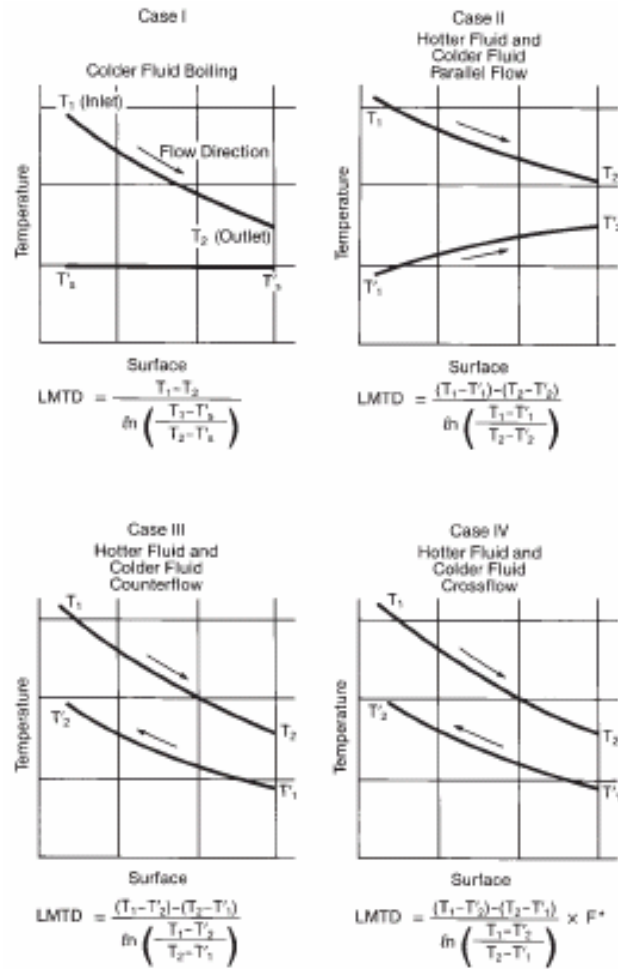 Case I
Colder Fluid Boiling
T₁ (Inlet)
Flow Direction
T₂ (Outlet)
T'ₛ
T'ₛ
Temperature
Surface
LMTD = T₁–T₂ / ℓn ( T₁–T'ₛ / T₂–T'ₛ )
Case II
Hotter Fluid and
Colder Fluid
Parallel Flow
T₁
T₂
T'₂
T'₁
Temperature
Surface
LMTD = (T₁–T'₁)–(T₂–T'₂) / ℓn ( T₁–T'₁ / T₂–T'₂ )
Case III
Hotter Fluid and
Colder Fluid
Counterflow
T₁
T'₂
T₂
T'₁
Temperature
Surface
LMTD = (T₁–T'₂)–(T₂–T'₁) / ℓn ( T₁–T'₂ / T₂–T'₁ )
Case IV
Hotter Fluid and
Colder Fluid
Crossflow
T₁
T'₂
T₂
T'₁
Temperature
Surface
LMTD = (T₁–T'₂)–(T₂–T'₁) / ℓn ( T₁–T'₂ / T₂–T'₁ ) × F*